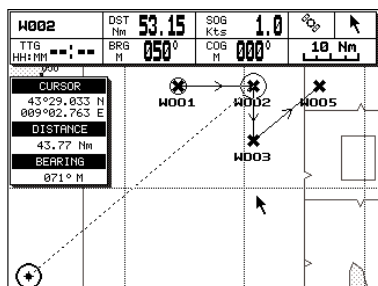 W002
DST Nm 53.15
SOG Kts 1.0
TTG HH:MM --:--
BRG M 050°
COG M 000°
10 Nm
CURSOR
43°29.033 N
009°02.763 E
DISTANCE
43.77 Nm
BEARING
071° M
W001
W002
W005
W003